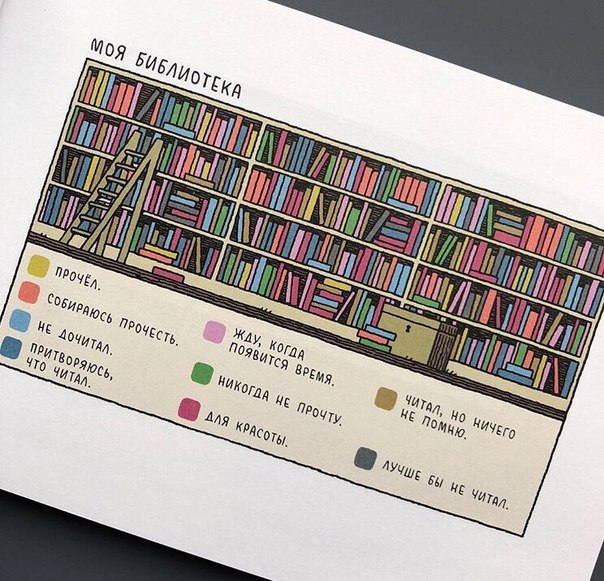 МОЯ БИБЛИОТЕКА
ПРОЧЁЛ.
СОБИРАЮСЬ ПРОЧЕСТЬ.
НЕ ДОЧИТАЛ.
ПРИТВОРЯЮСЬ,
ЧТО ЧИТАЛ.
ЖДУ, КОГДА
ПОЯВИТСЯ ВРЕМЯ.
НИКОГДА НЕ ПРОЧТУ.
ДЛЯ КРАСОТЫ.
ЧИТАЛ, НО НИЧЕГО
НЕ ПОМНЮ.
ЛУЧШЕ БЫ НЕ ЧИТАЛ.